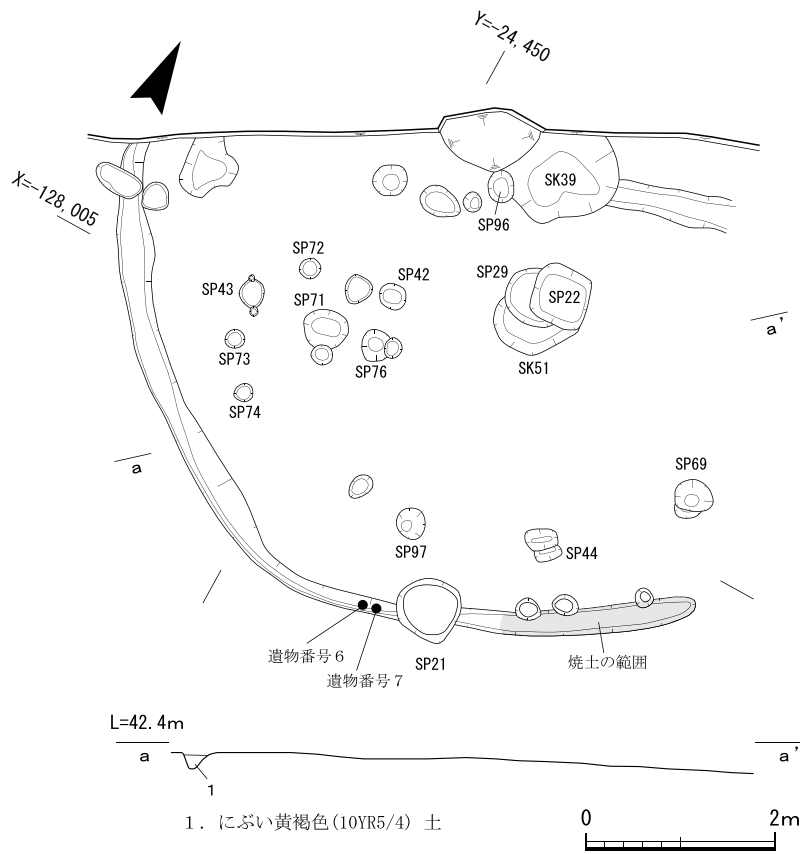 Y=-24,450
X=-128,005
SK39
SP96
SP72
SP42
SP43
SP71
SP29
SP22
a'
SP73
SP76
SK51
SP74
a
SP69
SP97
SP44
遺物番号6
SP21
焼土の範囲
遺物番号7
L=42.4m
a
a'
1
1. にぶい黄褐色(10YR5/4) 土
0
2m